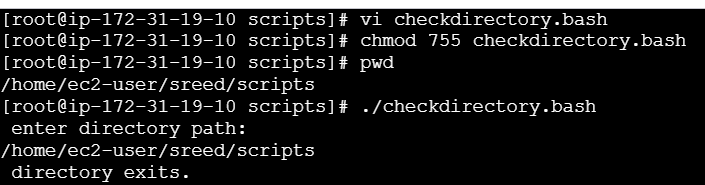 [root@ip-172-31-19-10 scripts]# vi checkdirectory.bash
[root@ip-172-31-19-10 scripts]# chmod 755 checkdirectory.bash
[root@ip-172-31-19-10 scripts]# pwd
/home/ec2-user/sreed/scripts
[root@ip-172-31-19-10 scripts]# ./checkdirectory.bash
 enter directory path:
/home/ec2-user/sreed/scripts
 directory exits.